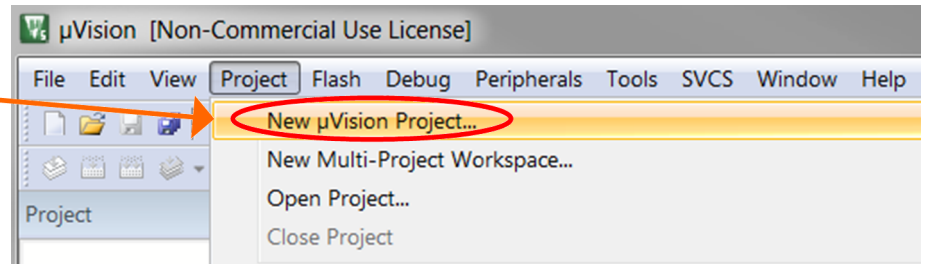 µVision [Non-Commercial Use License]
File Edit View Project Flash Debug Peripherals Tools SVCS Window Help
New µVision Project...
New Multi-Project Workspace...
Open Project...
Project
Close Project